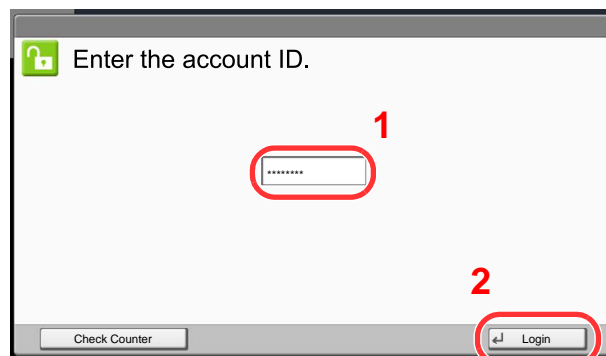 Enter the account ID.
1
********
2
Check Counter
Login